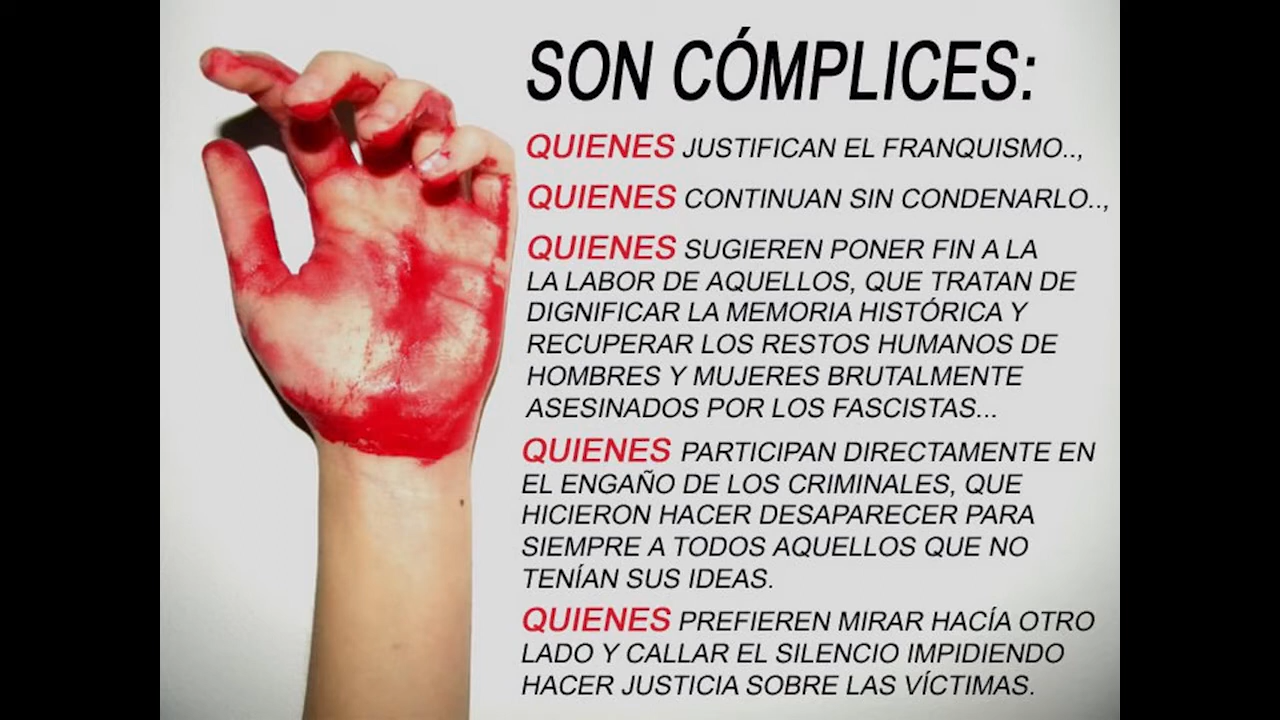 SON CÓMPLICES:
QUIENES JUSTIFICAN EL FRANQUISMO..,
QUIENES CONTINUAN SIN CONDENARLO..,
QUIENES SUGIEREN PONER FIN A LA
LA LABOR DE AQUELLOS, QUE TRATAN DE
DIGNIFICAR LA MEMORIA HISTÓRICA Y
RECUPERAR LOS RESTOS HUMANOS DE
HOMBRES Y MUJERES BRUTALMENTE
ASESINADOS POR LOS FASCISTAS...
QUIENES PARTICIPAN DIRECTAMENTE EN
EL ENGAÑO DE LOS CRIMINALES, QUE
HICIERON HACER DESAPARECER PARA
SIEMPRE A TODOS AQUELLOS QUE NO
TENÍAN SUS IDEAS.
QUIENES PREFIEREN MIRAR HACÍA OTRO
LADO Y CALLAR EL SILENCIO IMPIDIENDO
HACER JUSTICIA SOBRE LAS VÍCTIMAS.